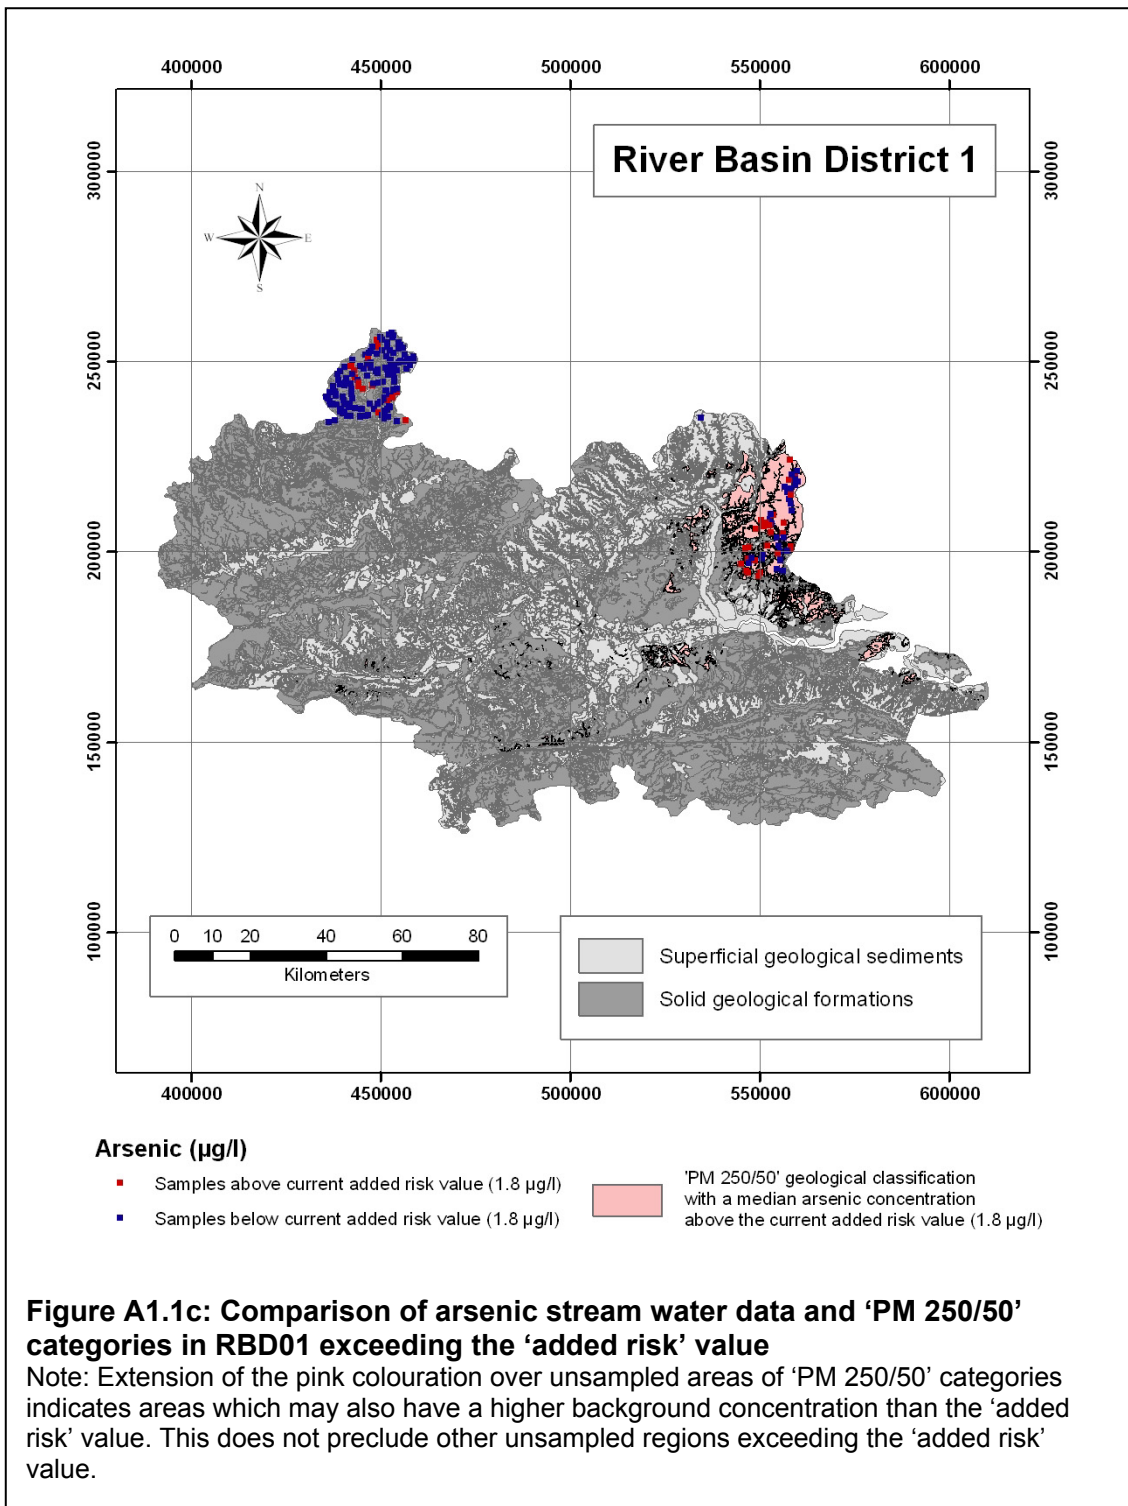 400000 450000 500000 550000 600000
River Basin District 1
300000 300000
N
W E
S
250000 250000
200000 200000
150000 150000
100000 100000
0 10 20 40 60 80
Kilometers
Superficial geological sediments
Solid geological formations
400000 450000 500000 550000 600000
Arsenic (µg/l)
Samples above current added risk value (1.8 µg/l)
Samples below current added risk value (1.8 µg/l)
'PM 250/50' geological classification
with a median arsenic concentration
above the current added risk value (1.8 µg/l)
Figure A1.1c: Comparison of arsenic stream water data and ‘PM 250/50’
categories in RBD01 exceeding the ‘added risk’ value
Note: Extension of the pink colouration over unsampled areas of ‘PM 250/50’ categories
indicates areas which may also have a higher background concentration than the ‘added
risk’ value. This does not preclude other unsampled regions exceeding the ‘added risk’
value.